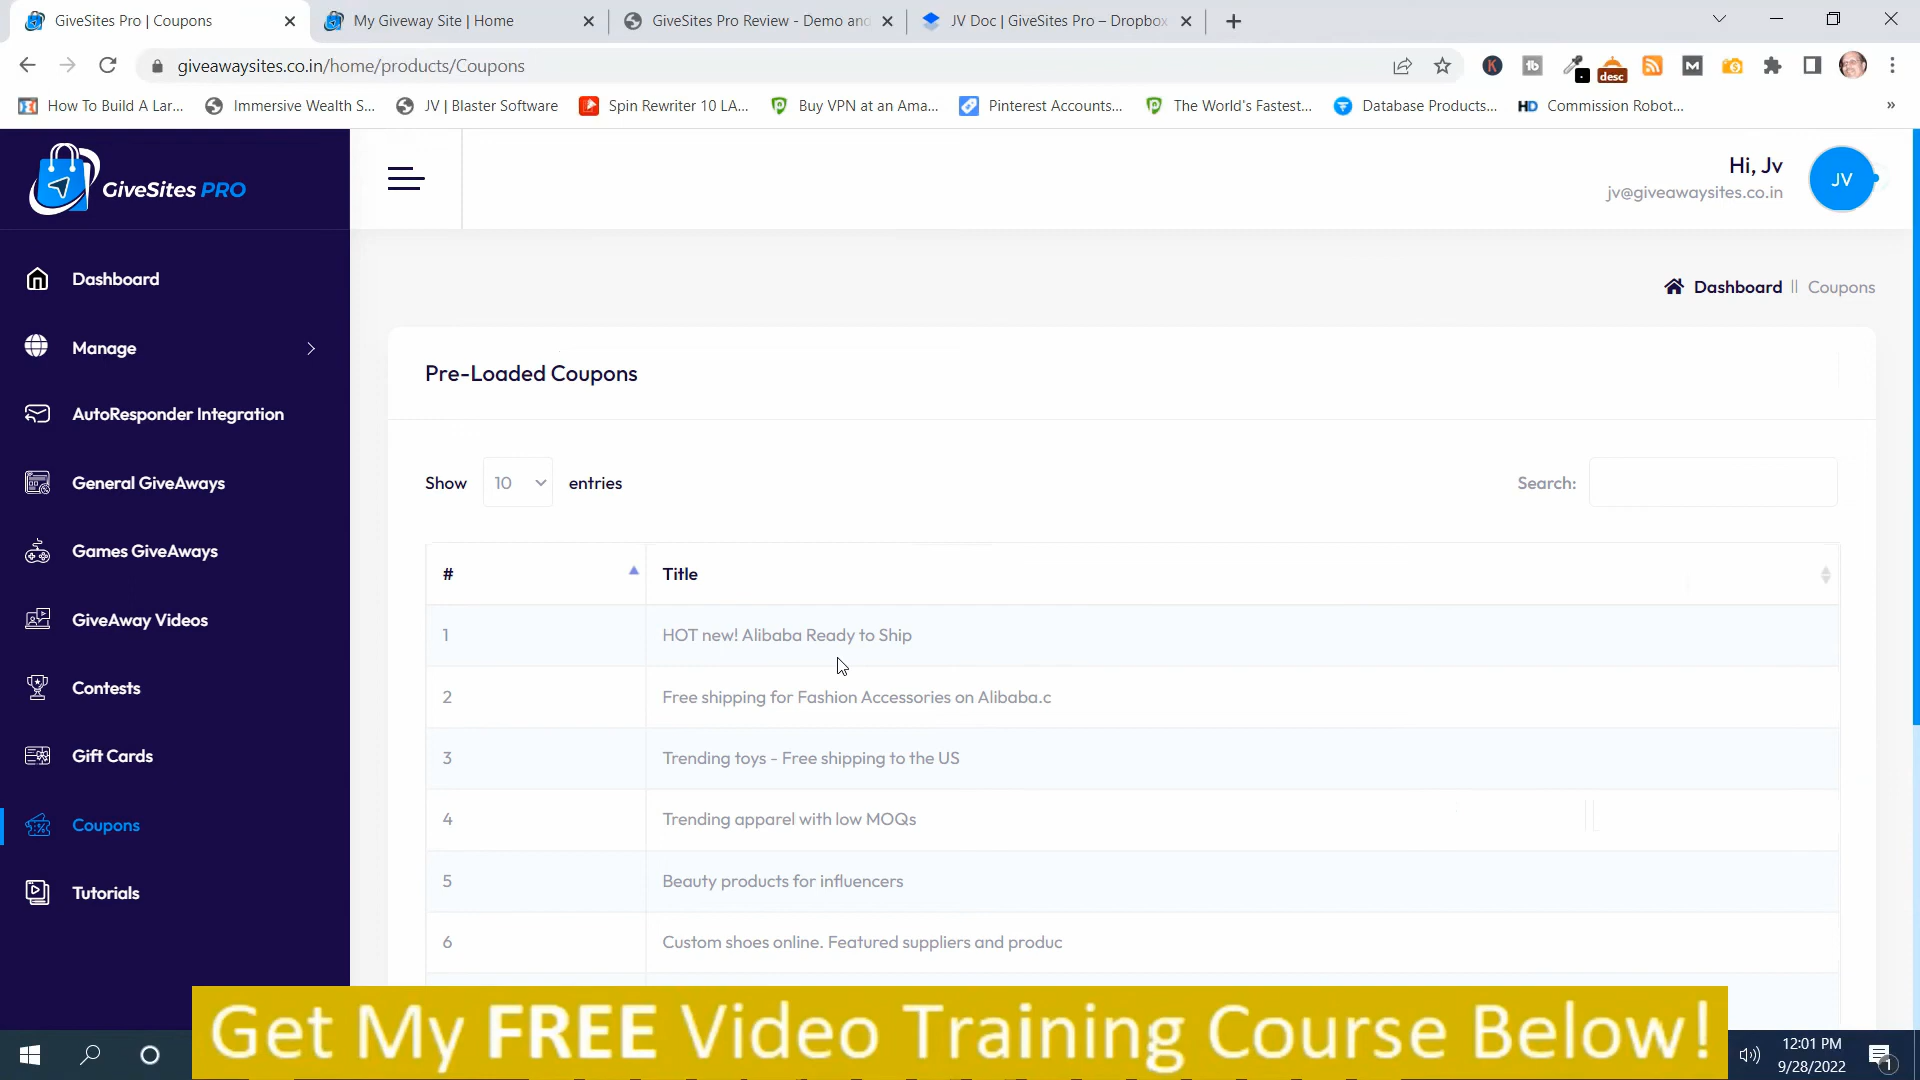 GiveSites Pro | Coupons
My Giveway Site | Home
GiveSites Pro Review - Demo and
JV Doc | GiveSites Pro – Dropbox
giveawaysites.co.in/home/products/Coupons
desc
How To Build A Lar...
Immersive Wealth S...
JV | Blaster Software
Spin Rewriter 10 LA...
Buy VPN at an Ama...
Pinterest Accounts...
The World's Fastest...
Database Products...
HD Commission Robot...
»
GiveSites PRO
Hi, Jv
jv@giveawaysites.co.in
JV
Dashboard
Manage
AutoResponder Integration
General GiveAways
Games GiveAways
GiveAway Videos
Contests
Gift Cards
Coupons
Tutorials
Dashboard || Coupons
Pre-Loaded Coupons
Show 10 entries
Search:
# Title
1 HOT new! Alibaba Ready to Ship
2 Free shipping for Fashion Accessories on Alibaba.c
3 Trending toys - Free shipping to the US
4 Trending apparel with low MOQs
5 Beauty products for influencers
6 Custom shoes online. Featured suppliers and produc
Get My FREE Video Training Course Below!
12:01 PM
9/28/2022
1